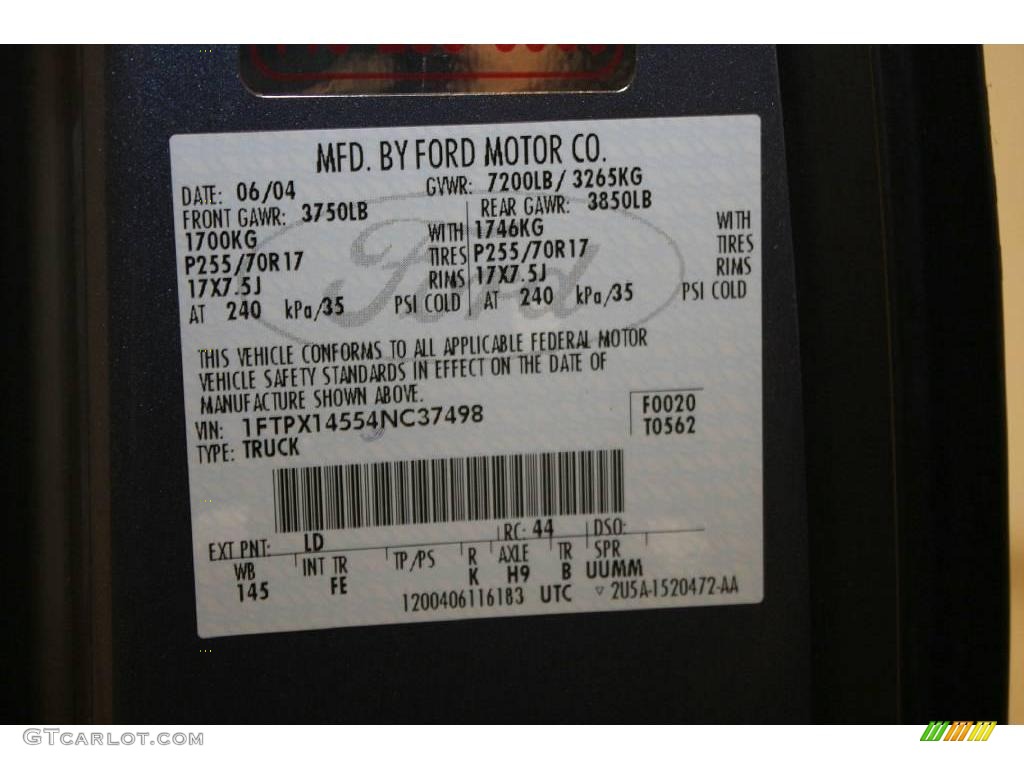 MFD. BY FORD MOTOR CO.
DATE: 06/04 GVWR: 7200LB/ 3265KG
FRONT GAWR: 3750LB REAR GAWR: 3850LB
1700KG WITH 1746KG WITH
P255/70R17 TIRES P255/70R17 TIRES
17X7.5J RIMS 17X7.5J RIMS
AT 240 kPa/35 PSI COLD AT 240 kPa/35 PSI COLD
Ford
THIS VEHICLE CONFORMS TO ALL APPLICABLE FEDERAL MOTOR
VEHICLE SAFETY STANDARDS IN EFFECT ON THE DATE OF
MANUFACTURE SHOWN ABOVE.
VIN: 1FTPX14554NC37498 F0020
TYPE: TRUCK T0562
EXT PNT: LD RC: 44 DSO:
WB INT TR TP/PS R AXLE TR SPR
145 FE K H9 B UUMM
1200406116183 UTC ▽ 2U5A-1520472-AA
GTcarlot.com